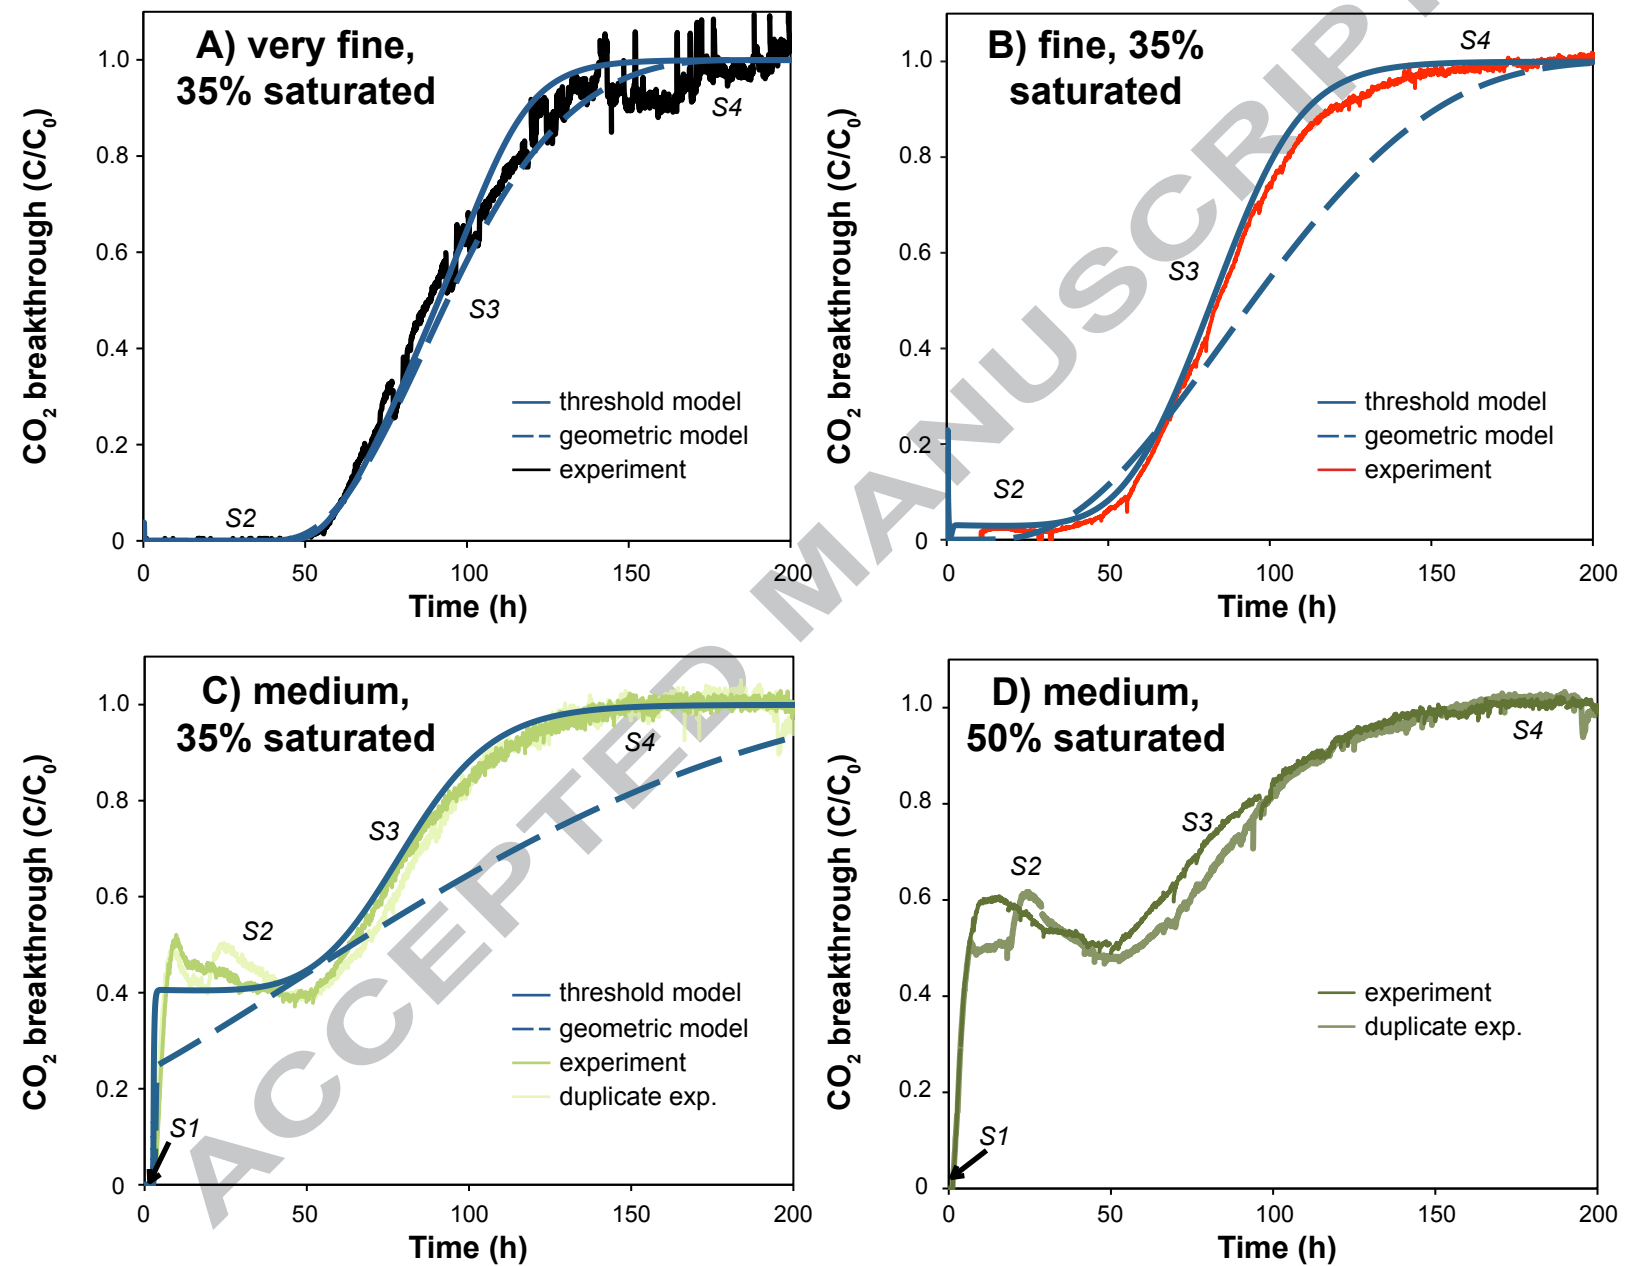 A) very fine,
35% saturated
CO2 breakthrough (C/C0)
1.0
0.8
0.6
0.4
0.2
0
S2
S3
S4
threshold model
geometric model
experiment
0 50 100 150 200
Time (h)
B) fine, 35%
saturated
CO2 breakthrough (C/C0)
1.0
0.8
0.6
0.4
0.2
0
S2
S3
S4
threshold model
geometric model
experiment
0 50 100 150 200
Time (h)
C) medium,
35% saturated
CO2 breakthrough (C/C0)
1.0
0.8
0.6
0.4
0.2
0
S1
S2
S3
S4
threshold model
geometric model
experiment
duplicate exp.
0 50 100 150 200
Time (h)
D) medium,
50% saturated
CO2 breakthrough (C/C0)
1.0
0.8
0.6
0.4
0.2
0
S1
S2
S3
S4
experiment
duplicate exp.
0 50 100 150 200
Time (h)
ACCEPTED MANUSCRIP